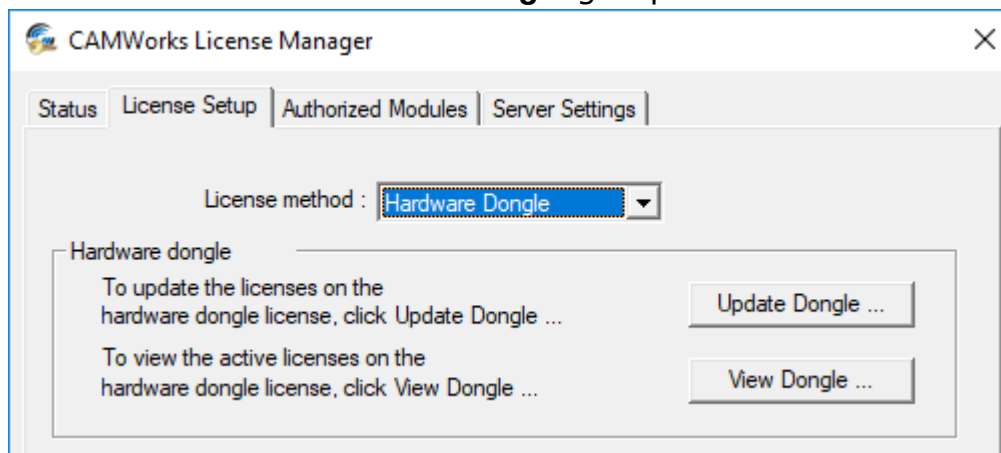 CAMWorks License Manager
Status License Setup Authorized Modules Server Settings
License method : Hardware Dongle
Hardware dongle
To update the licenses on the
hardware dongle license, click Update Dongle ...
Update Dongle ...
To view the active licenses on the
hardware dongle license, click View Dongle ...
View Dongle ...